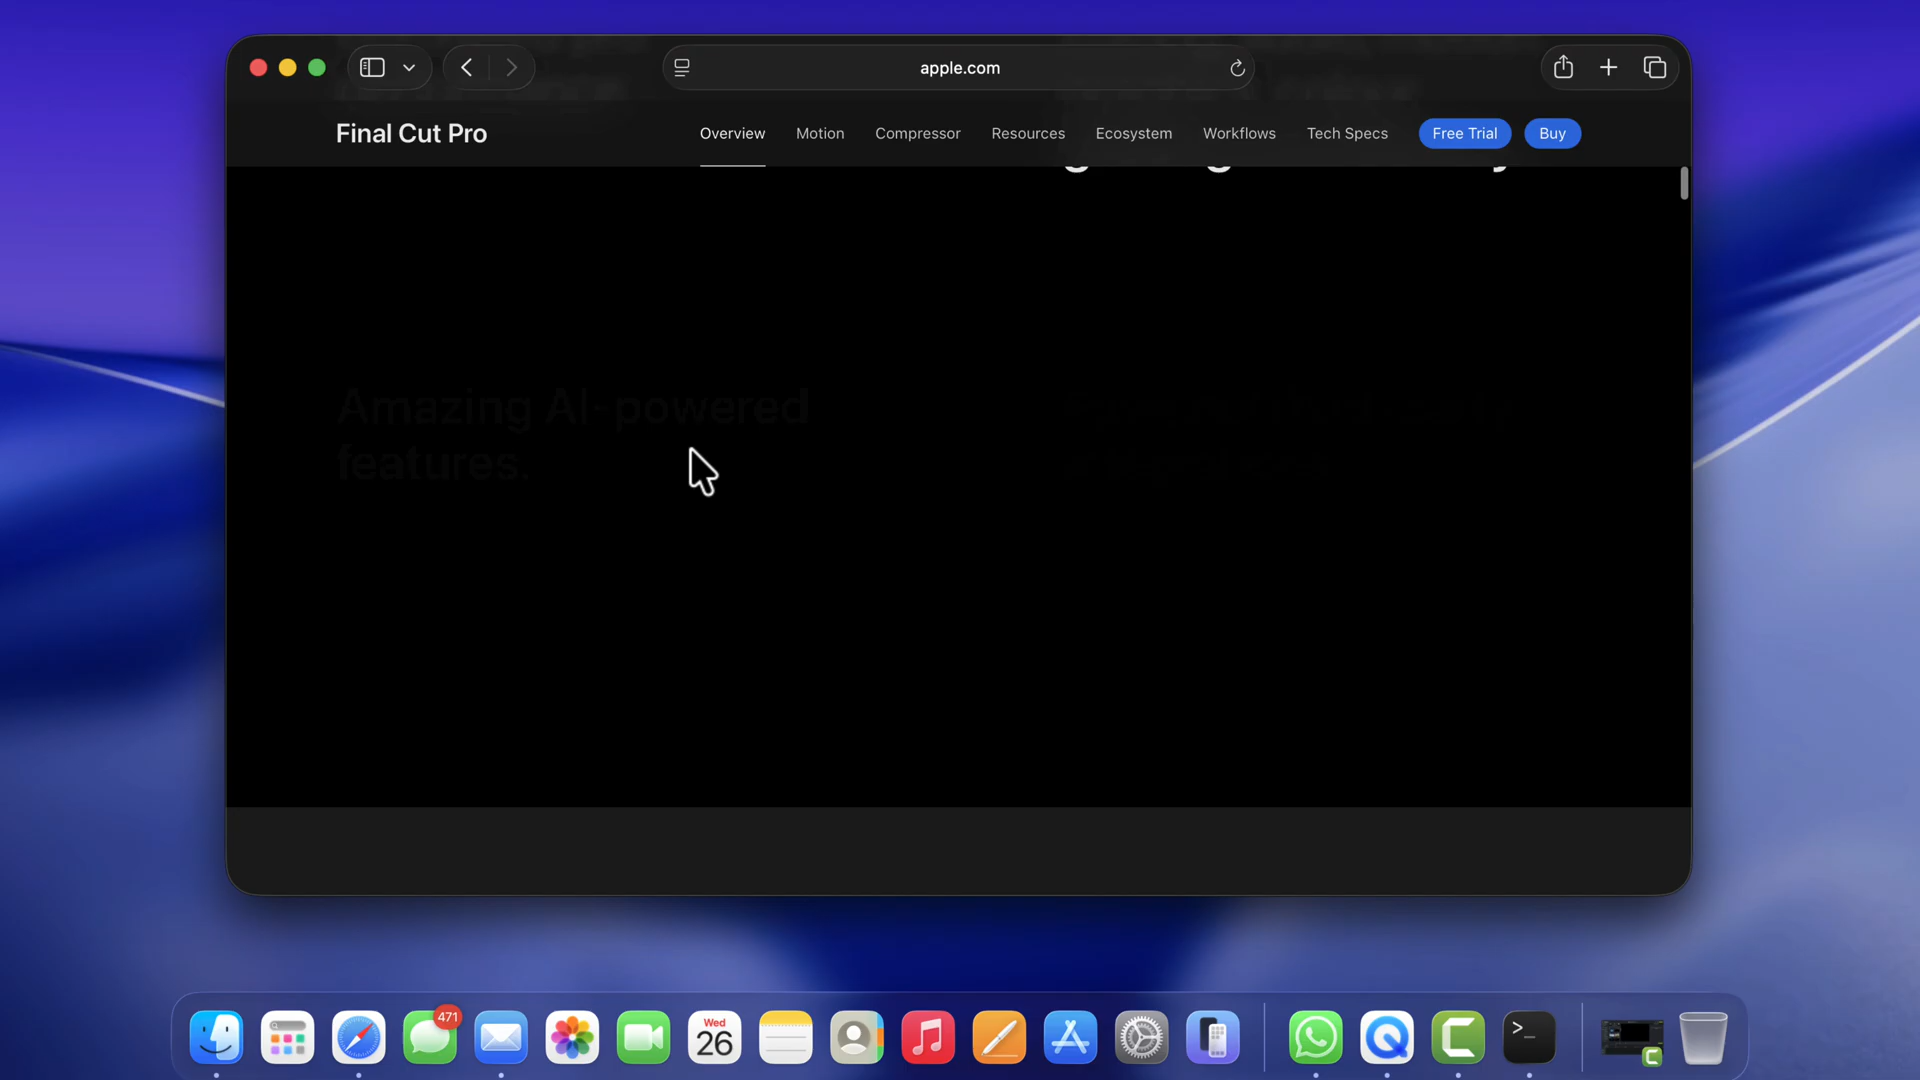 apple.com
Final Cut Pro
Overview
Motion
Compressor
Resources
Ecosystem
Workflows
Tech Specs
Free Trial
Buy
Amazing AI-powered
features.
471
Wed
26